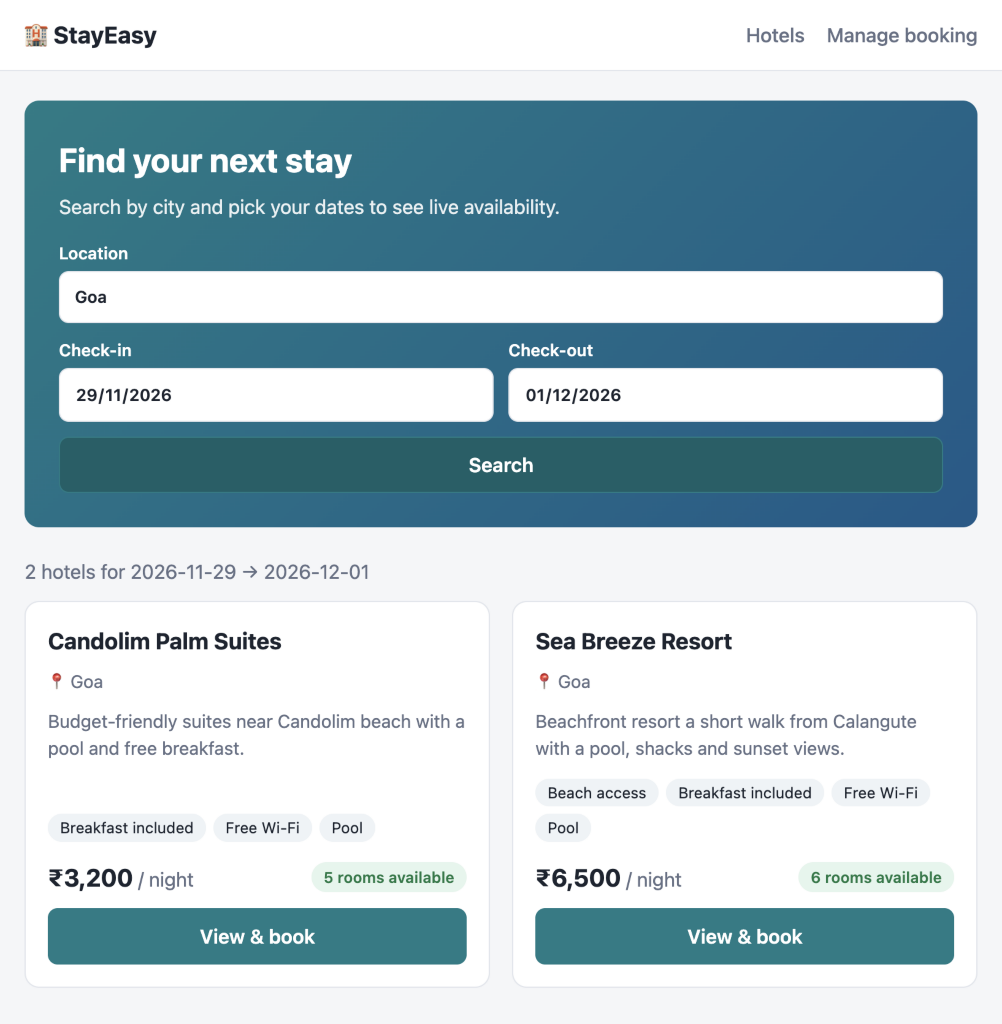 🏨 StayEasy
Hotels
Manage booking
Find your next stay
Search by city and pick your dates to see live availability.
Location
Goa
Check-in
Check-out
29/11/2026
01/12/2026
Search
2 hotels for 2026-11-29 → 2026-12-01
Candolim Palm Suites
📍 Goa
Budget-friendly suites near Candolim beach with a
pool and free breakfast.
Breakfast included
Free Wi-Fi
Pool
₹3,200 / night
5 rooms available
View & book
Sea Breeze Resort
📍 Goa
Beachfront resort a short walk from Calangute
with a pool, shacks and sunset views.
Beach access
Breakfast included
Free Wi-Fi
Pool
₹6,500 / night
6 rooms available
View & book